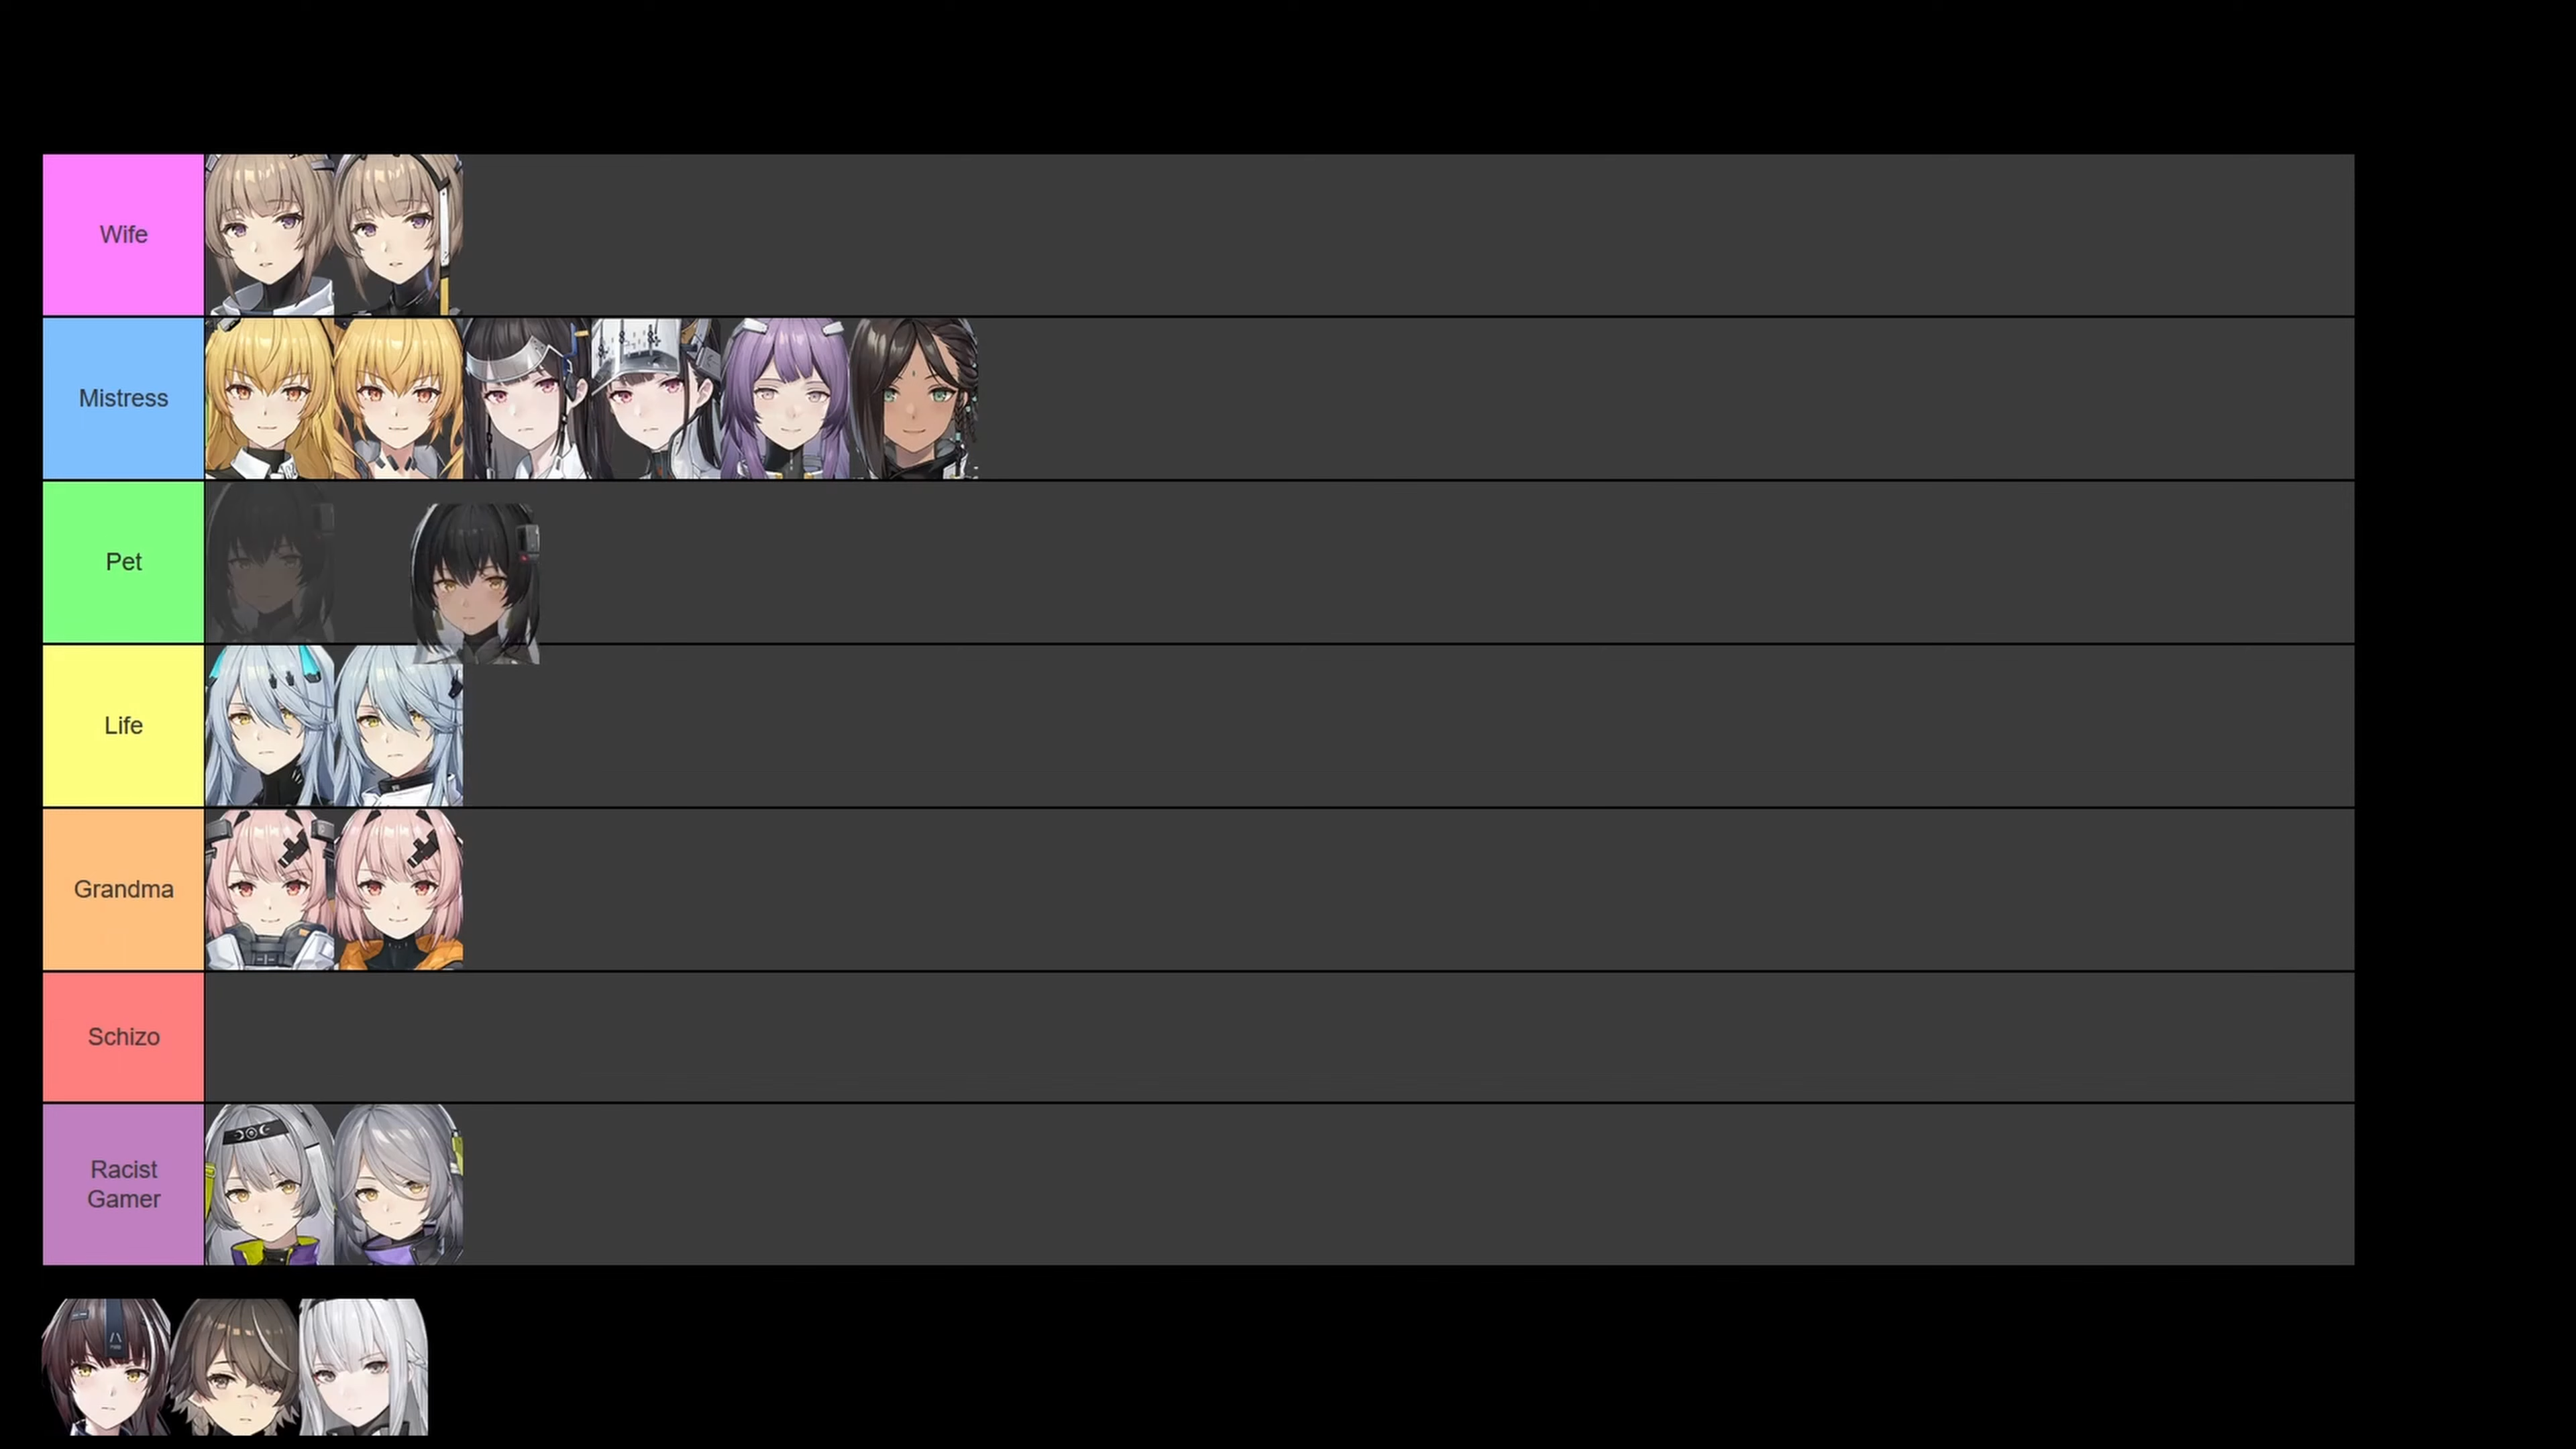 Wife
Mistress
Pet
Life
Grandma
Schizo
Racist
Gamer